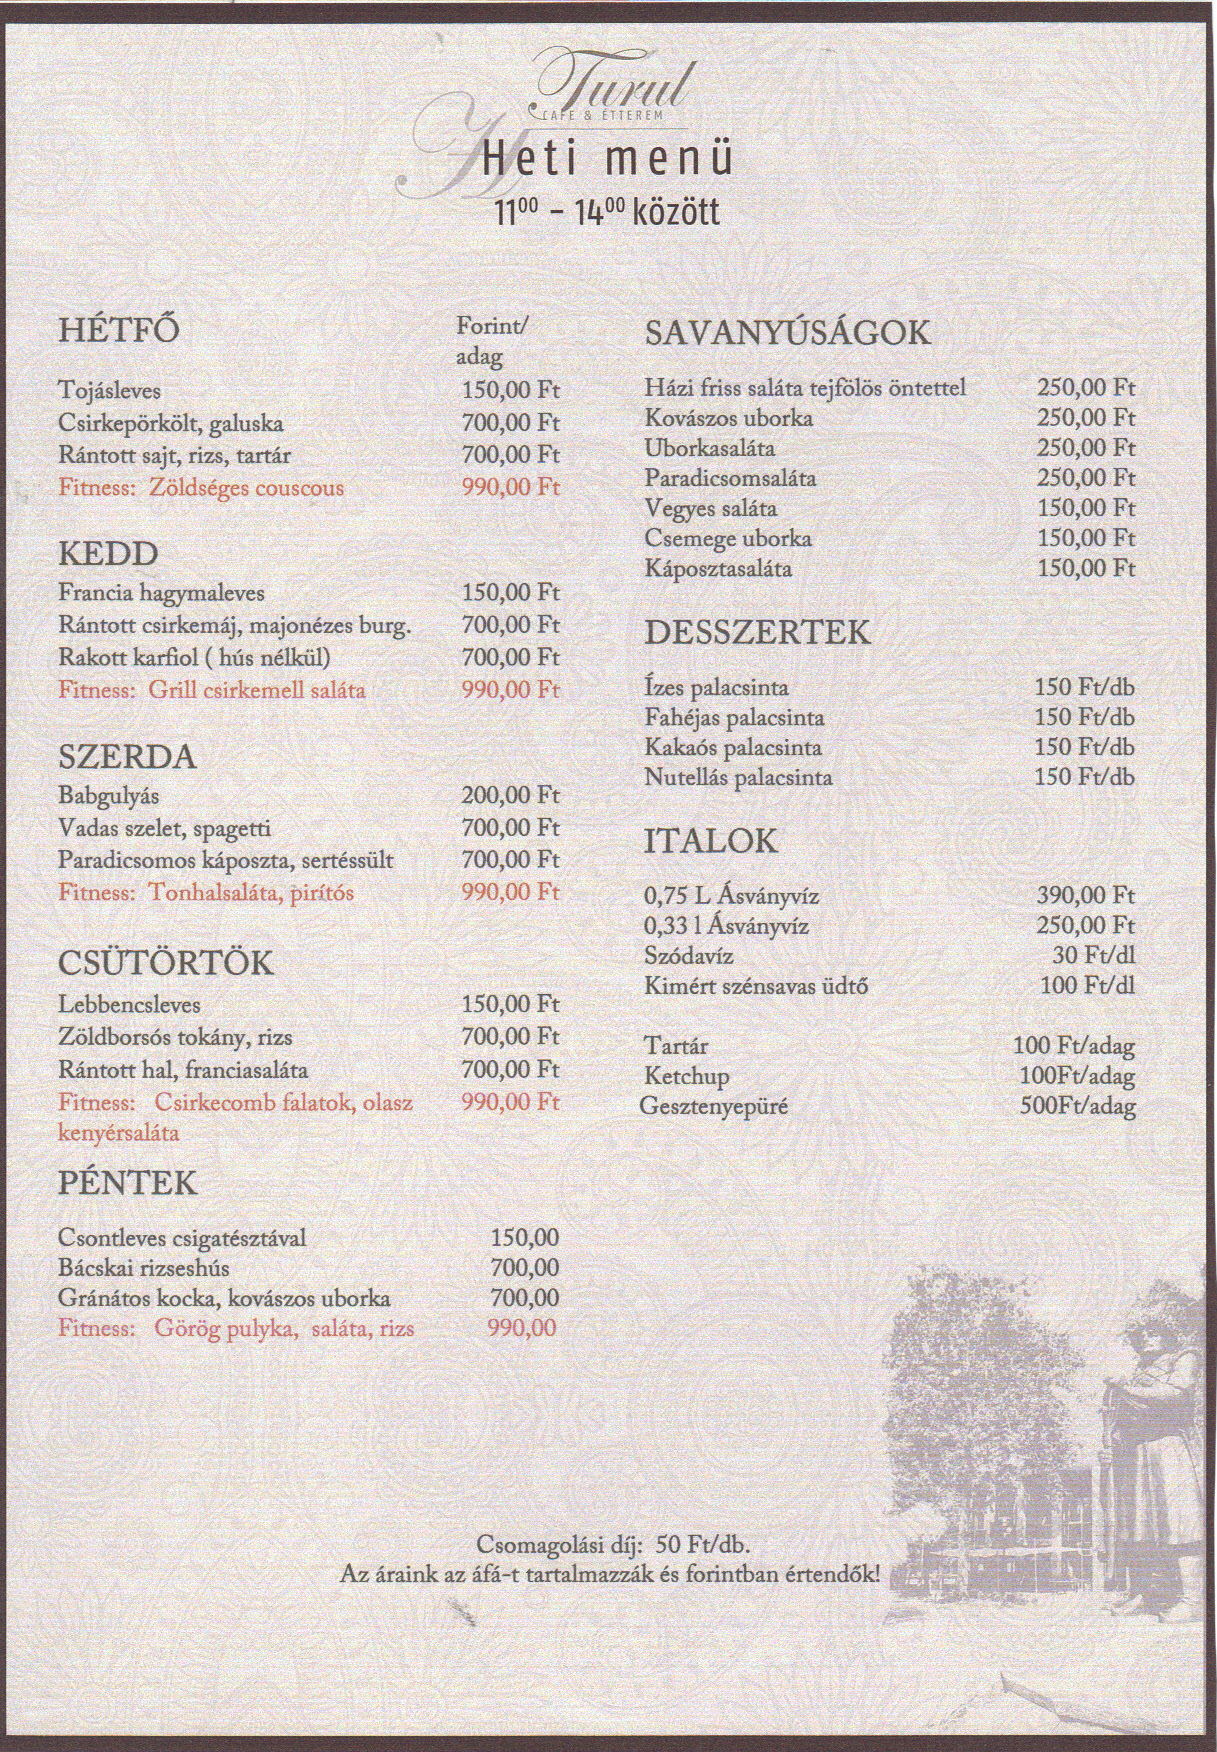 Turul
CAFE & ÉTTEREM
Heti menü
11⁰⁰ – 14⁰⁰ között
HÉTFŐ Forint/
adag
Tojásleves 150,00 Ft
Csirkepörkölt, galuska 700,00 Ft
Rántott sajt, rizs, tartár 700,00 Ft
Fitness: Zöldséges couscous 990,00 Ft
KEDD
Francia hagymaleves 150,00 Ft
Rántott csirkemáj, majonézes burg. 700,00 Ft
Rakott karfiol ( hús nélkül) 700,00 Ft
Fitness: Grill csirkemell saláta 990,00 Ft
SZERDA
Babgulyás 200,00 Ft
Vadas szelet, spagetti 700,00 Ft
Paradicsomos káposzta, sertéssült 700,00 Ft
Fitness: Tonhalsaláta, pirítós 990,00 Ft
CSÜTÖRTÖK
Lebbencsleves 150,00 Ft
Zöldborsós tokány, rizs 700,00 Ft
Rántott hal, franciasaláta 700,00 Ft
Fitness: Csirkecomb falatok, olasz 990,00 Ft
kenyérsaláta
PÉNTEK
Csontleves csigatésztával 150,00
Bácskai rizseshús 700,00
Gránátos kocka, kovászos uborka 700,00
Fitness: Görög pulyka, saláta, rizs 990,00
SAVANYÚSÁGOK
Házi friss saláta tejfölös öntettel 250,00 Ft
Kovászos uborka 250,00 Ft
Uborkasaláta 250,00 Ft
Paradicsomsaláta 250,00 Ft
Vegyes saláta 150,00 Ft
Csemege uborka 150,00 Ft
Káposztasaláta 150,00 Ft
DESSZERTEK
Ízes palacsinta 150 Ft/db
Fahéjas palacsinta 150 Ft/db
Kakaós palacsinta 150 Ft/db
Nutellás palacsinta 150 Ft/db
ITALOK
0,75 L Ásványvíz 390,00 Ft
0,33 l Ásványvíz 250,00 Ft
Szódavíz 30 Ft/dl
Kimért szénsavas üdtő 100 Ft/dl
Tartár 100 Ft/adag
Ketchup 100Ft/adag
Gesztenyepüré 500Ft/adag
Csomagolási díj: 50 Ft/db.
Az áraink az áfá-t tartalmazzák és forintban értendők!